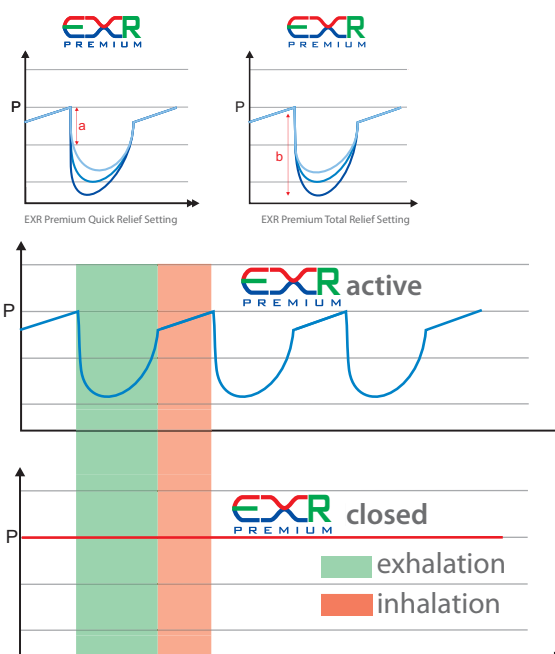 EXR
PREMIUM
EXR
PREMIUM
P
a
P
b
EXR Premium Quick Relief Setting
EXR Premium Total Relief Setting
EXR
PREMIUM
active
P
EXR
PREMIUM
closed
P
exhalation
inhalation